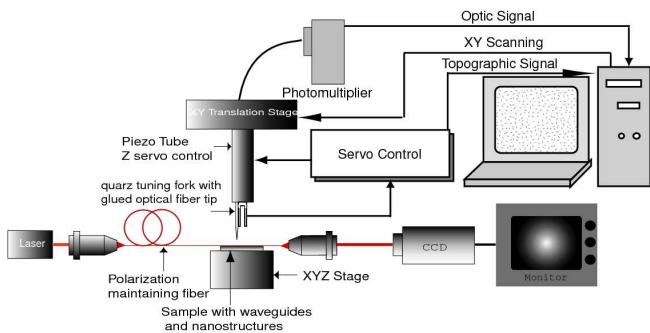 Optic Signal
XY Scanning
Topographic Signal
Photomultiplier
XY Translation Stage
Piezo Tube
Z servo control
Servo Control
quarz tuning fork with
glued optical fiber tip
Laser
CCD
Monitor
XYZ Stage
Polarization
maintaining fiber
Sample with waveguides
and nanostructures